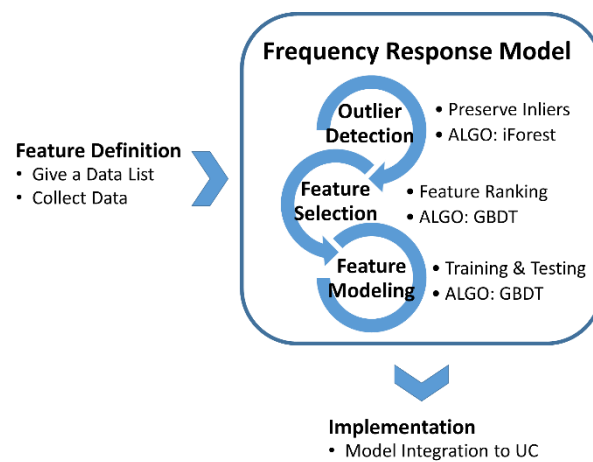 Frequency Response Model
Outlier
Detection
• Preserve Inliers
• ALGO: iForest
Feature Definition
• Give a Data List
• Collect Data
Feature
Selection
• Feature Ranking
• ALGO: GBDT
Feature
Modeling
• Training & Testing
• ALGO: GBDT
Implementation
• Model Integration to UC